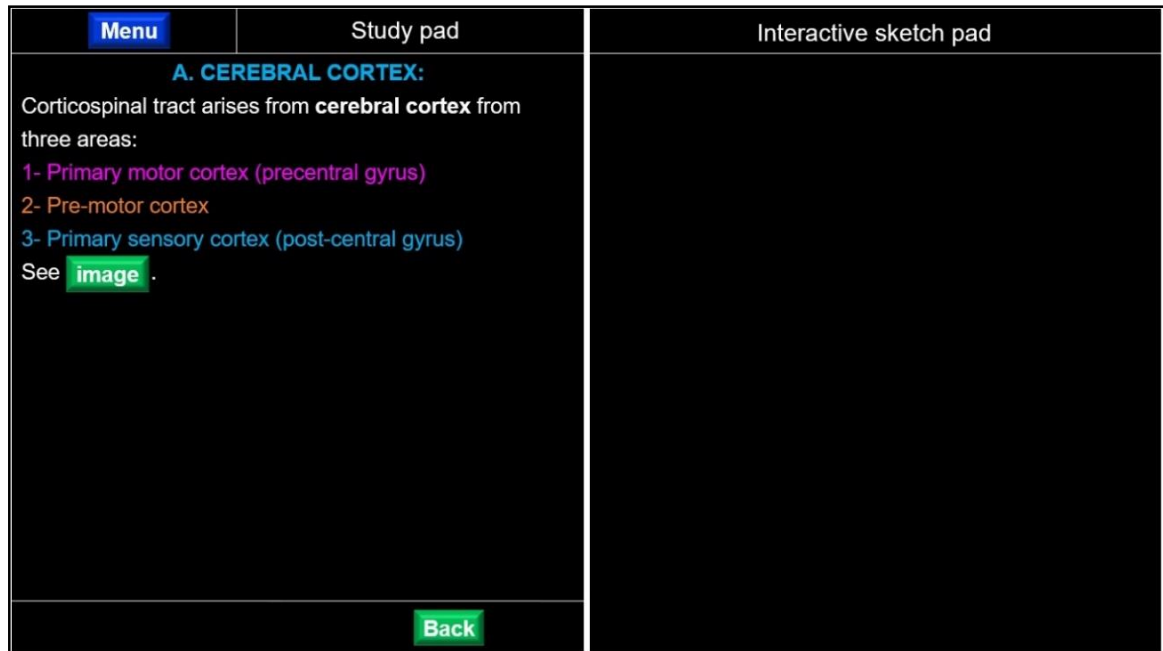 Menu
Study pad
Interactive sketch pad
A. CEREBRAL CORTEX:
Corticospinal tract arises from cerebral cortex from
three areas:
1- Primary motor cortex (precentral gyrus)
2- Pre-motor cortex
3- Primary sensory cortex (post-central gyrus)
See image .
Back